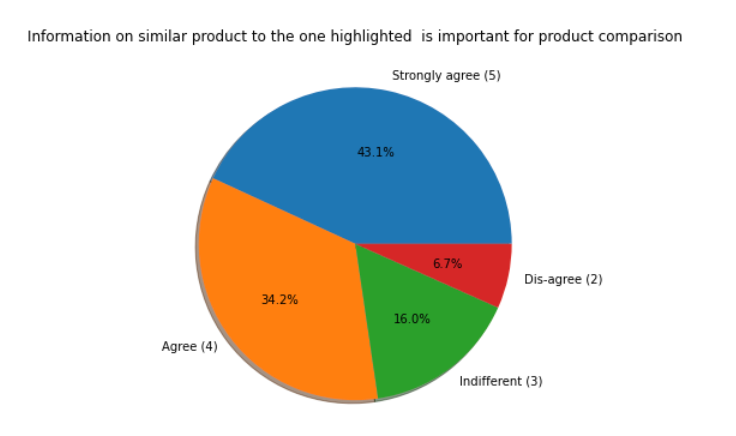 Information on similar product to the one highlighted  is important for product comparison
Strongly agree (5)
43.1%
6.7%
Dis-agree (2)
34.2%
16.0%
Agree (4)
Indifferent (3)